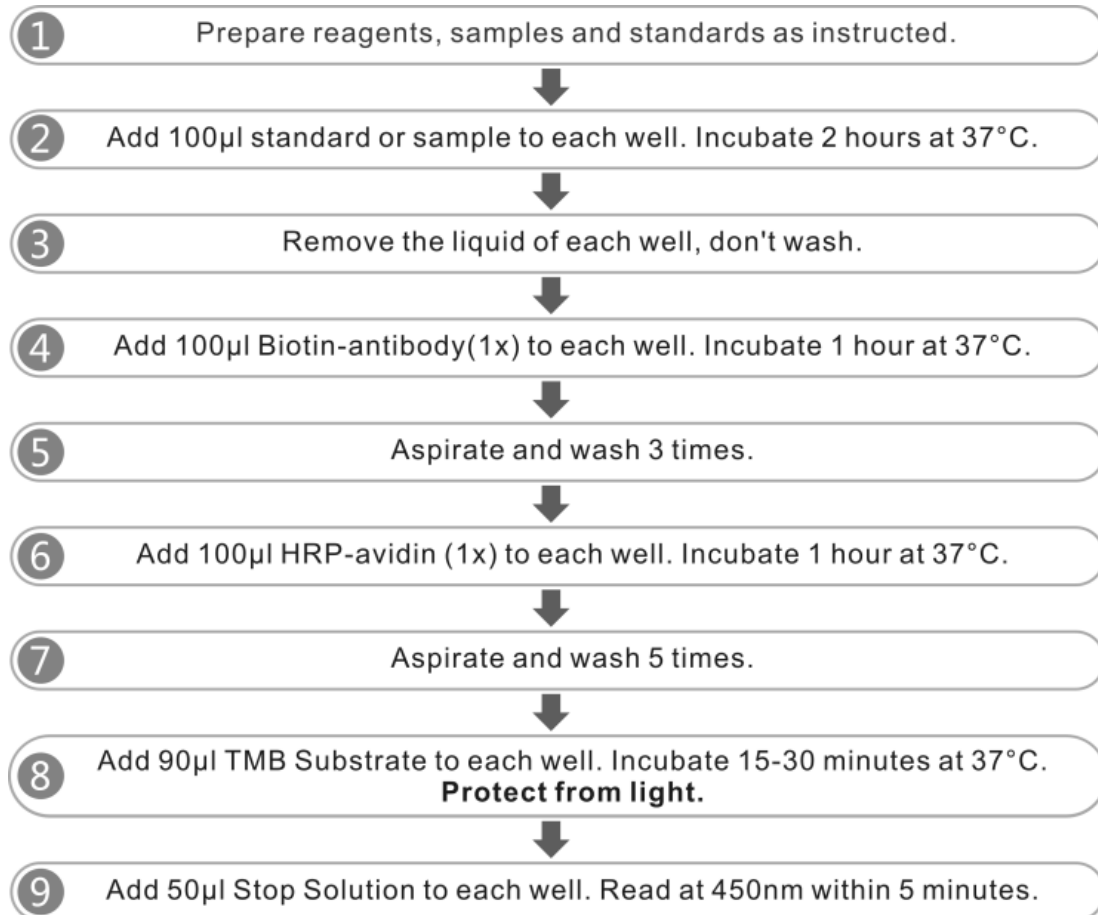 1 Prepare reagents, samples and standards as instructed.
2 Add 100µl standard or sample to each well. Incubate 2 hours at 37°C.
3 Remove the liquid of each well, don't wash.
4 Add 100µl Biotin-antibody(1x) to each well. Incubate 1 hour at 37°C.
5 Aspirate and wash 3 times.
6 Add 100µl HRP-avidin (1x) to each well. Incubate 1 hour at 37°C.
7 Aspirate and wash 5 times.
8 Add 90µl TMB Substrate to each well. Incubate 15-30 minutes at 37°C.
Protect from light.
9 Add 50µl Stop Solution to each well. Read at 450nm within 5 minutes.